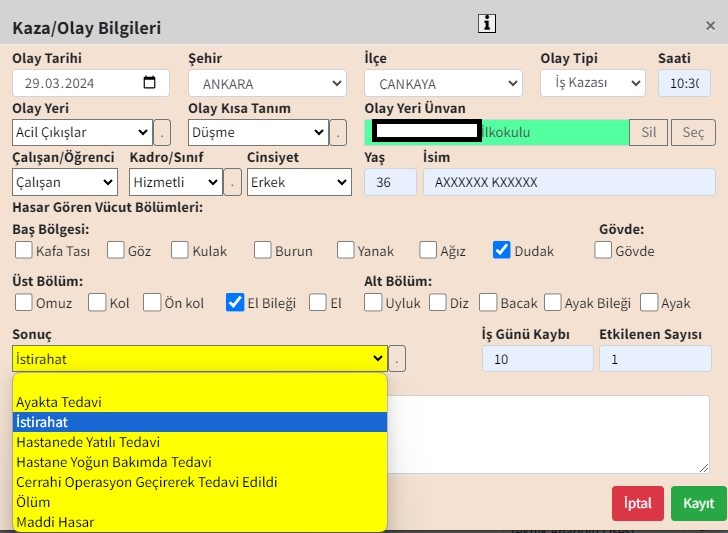 Kaza/Olay Bilgileri
i
×
Olay Tarihi Şehir İlçe Olay Tipi Saati
29.03.2024 ANKARA CANKAYA İş Kazası 10:30
Olay Yeri Olay Kısa Tanım Olay Yeri Ünvan
Acil Çıkışlar . Düşme . İlkokulu Sil Seç
Çalışan/Öğrenci Kadro/Sınıf Cinsiyet Yaş İsim
Çalışan Hizmetli . Erkek 36 AXXXXXX KXXXXX
Hasar Gören Vücut Bölümleri:
Baş Bölgesi: Gövde:
Kafa Tası Göz Kulak Burun Yanak Ağız Dudak Gövde
Üst Bölüm: Alt Bölüm:
Omuz Kol Ön kol El Bileği El Uyluk Diz Bacak Ayak Bileği Ayak
Sonuç İş Günü Kaybı Etkilenen Sayısı
İstirahat . 10 1
Ayakta Tedavi
İstirahat
Hastanede Yatılı Tedavi
Hastane Yoğun Bakımda Tedavi
Cerrahi Operasyon Geçirerek Tedavi Edildi
Ölüm
Maddi Hasar
İptal Kayıt